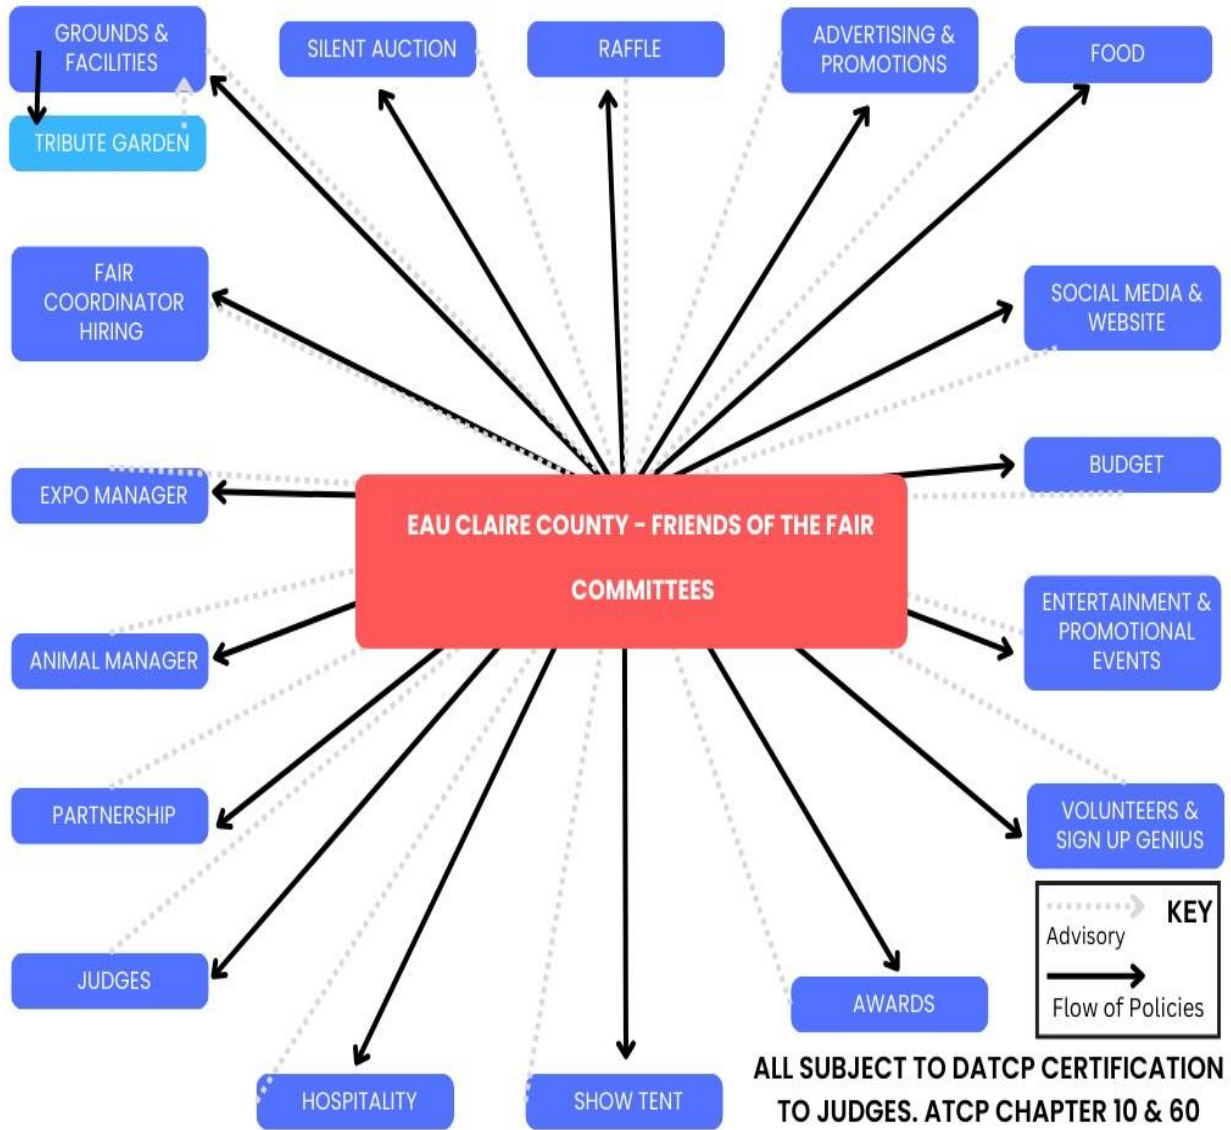 GROUNDS &
FACILITIES
SILENT AUCTION
RAFFLE
ADVERTISING &
PROMOTIONS
FOOD
TRIBUTE GARDEN
FAIR
COORDINATOR
HIRING
SOCIAL MEDIA &
WEBSITE
EXPO MANAGER
BUDGET
EAU CLAIRE COUNTY - FRIENDS OF THE FAIR
COMMITTEES
ANIMAL MANAGER
ENTERTAINMENT &
PROMOTIONAL
EVENTS
PARTNERSHIP
VOLUNTEERS &
SIGN UP GENIUS
JUDGES
AWARDS
HOSPITALITY
SHOW TENT
KEY
Advisory
Flow of Policies
ALL SUBJECT TO DATCP CERTIFICATION
TO JUDGES. ATCP CHAPTER 10 & 60